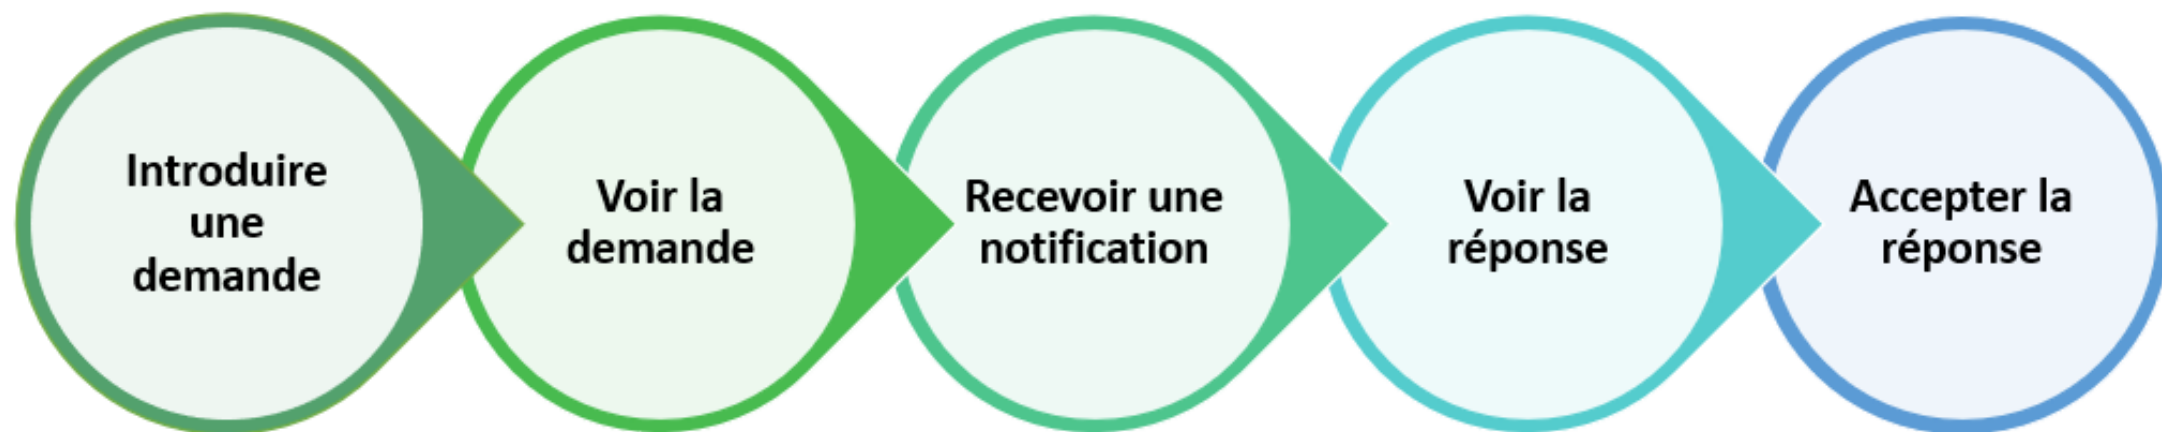 Introduire
une
demande
Voir la
demande
Recevoir une
notification
Voir la
réponse
Accepter la
réponse